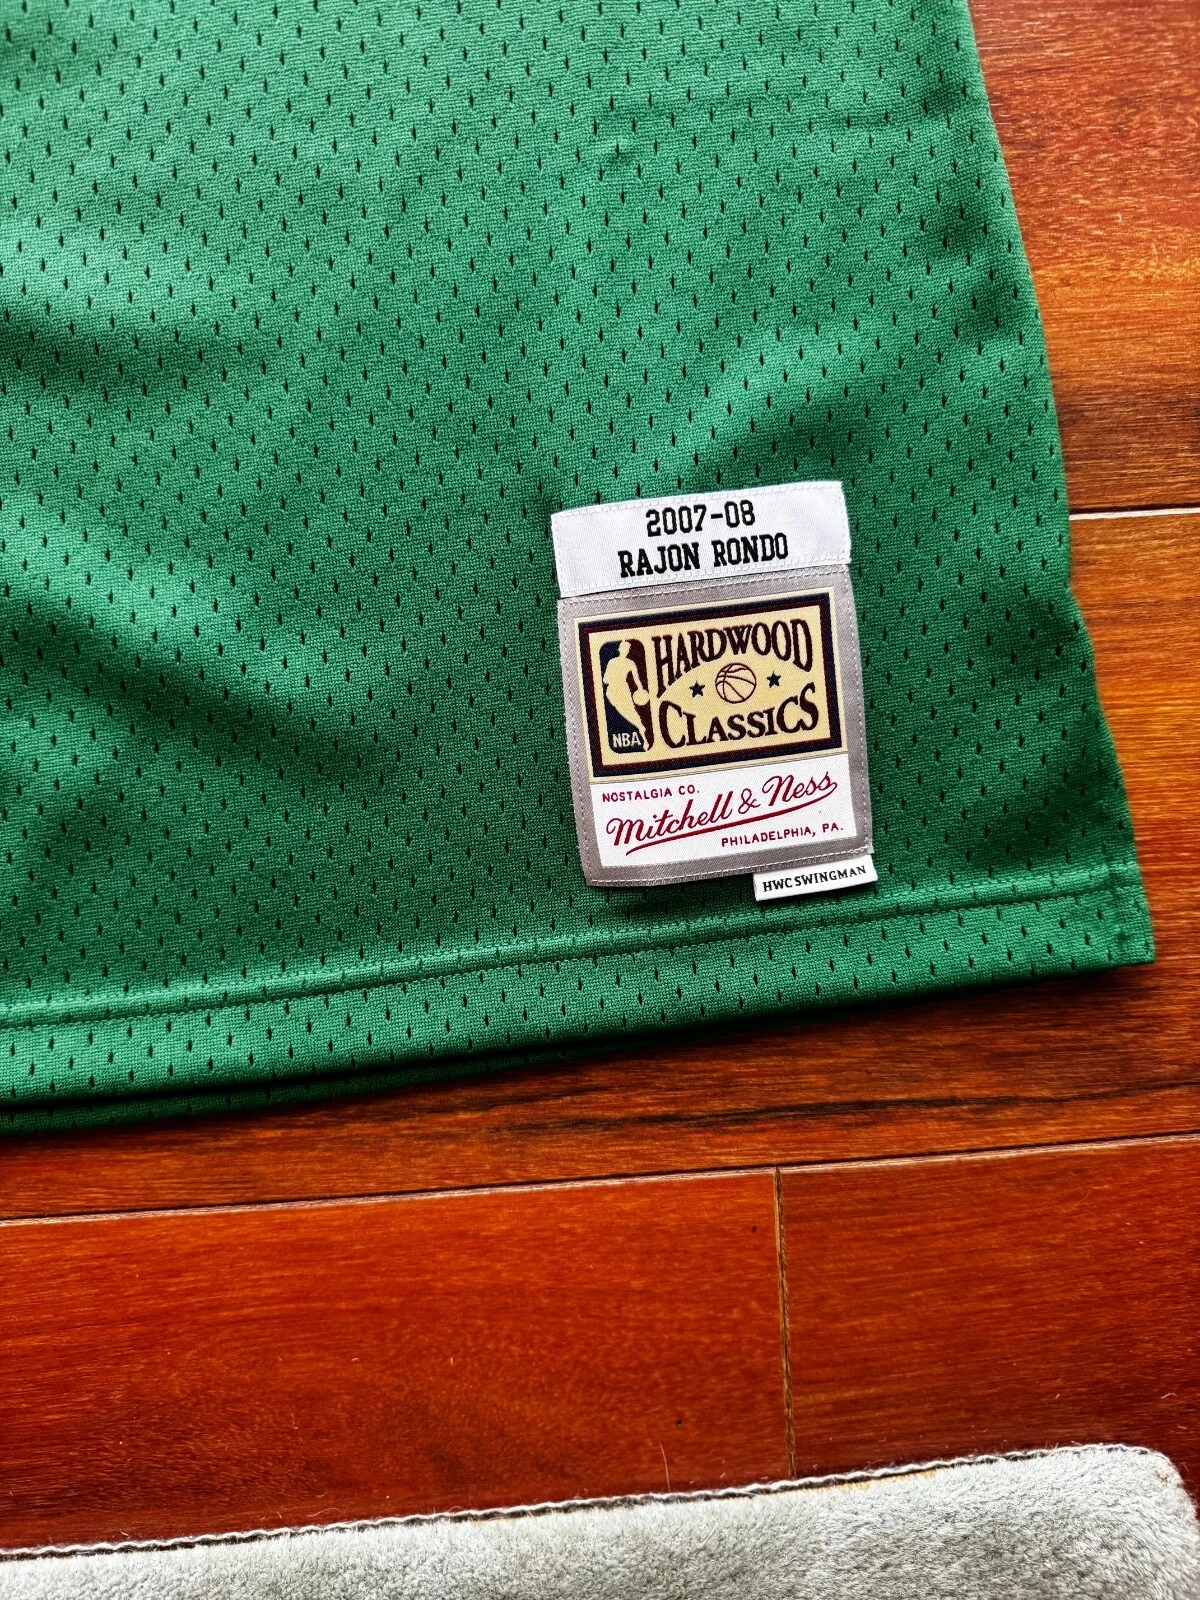 2007-08
RAJON RONDO
HARDWOOD
CLASSICS
NBA
NOSTALGIA CO.
Mitchell & Ness
PHILADELPHIA, PA.
HWC SWINGMAN